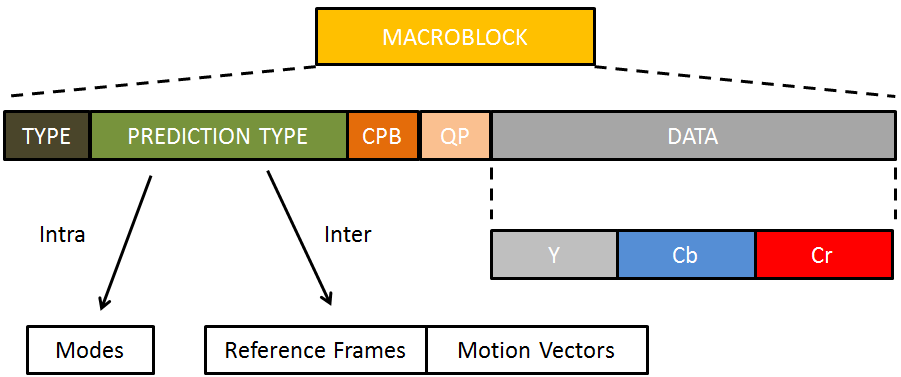 MACROBLOCK
TYPE PREDICTION TYPE CPB QP DATA
Intra Inter
Y Cb Cr
Modes Reference Frames Motion Vectors